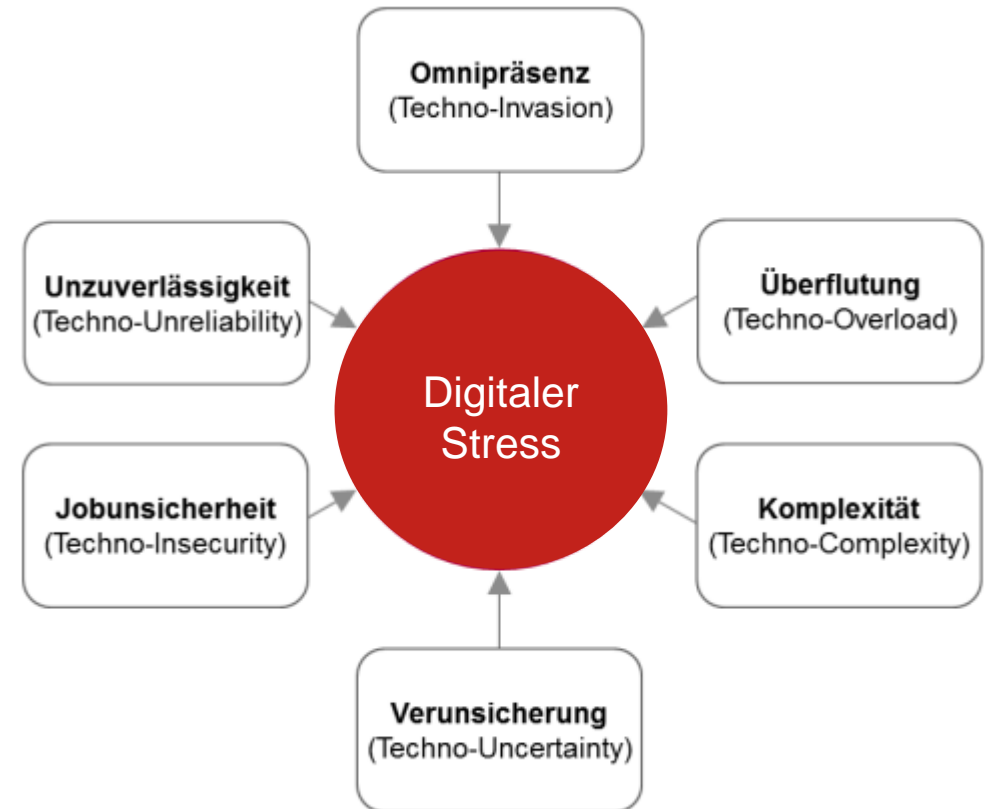 Omnipräsenz
(Techno-Invasion)
Unzuverlässigkeit
(Techno-Unreliability)
Überflutung
(Techno-Overload)
Digitaler
Stress
Jobunsicherheit
(Techno-Insecurity)
Komplexität
(Techno-Complexity)
Verunsicherung
(Techno-Uncertainty)